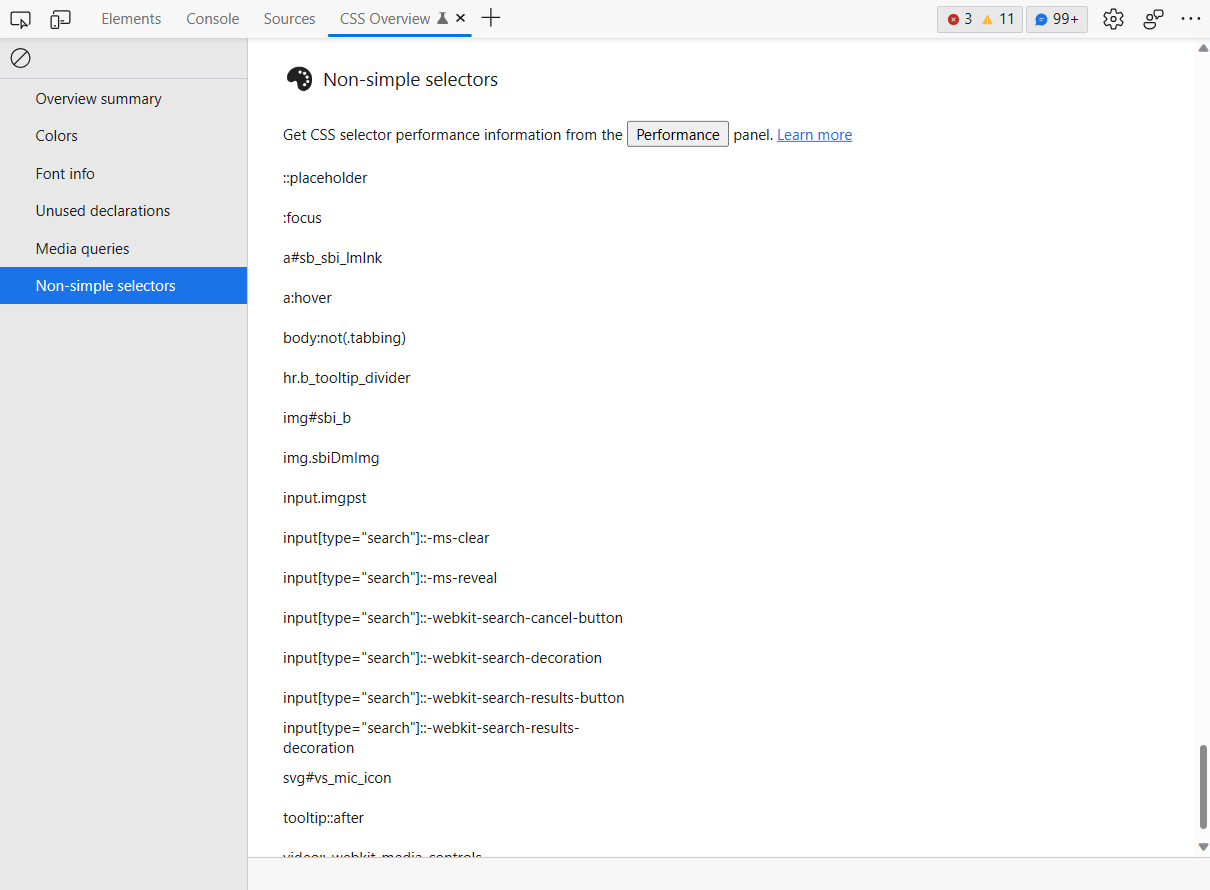 Elements Console Sources CSS Overview 3 11 99+
Overview summary
Colors
Font info
Unused declarations
Media queries
Non-simple selectors
Non-simple selectors
Get CSS selector performance information from the Performance panel. Learn more
::placeholder
:focus
a#sb_sbi_lmlnk
a:hover
body:not(.tabbing)
hr.b_tooltip_divider
img#sbi_b
img.sbiDmImg
input.imgpst
input[type="search"]::-ms-clear
input[type="search"]::-ms-reveal
input[type="search"]::-webkit-search-cancel-button
input[type="search"]::-webkit-search-decoration
input[type="search"]::-webkit-search-results-button
input[type="search"]::-webkit-search-results-
decoration
svg#vs_mic_icon
tooltip::after
video::-webkit-media-controls